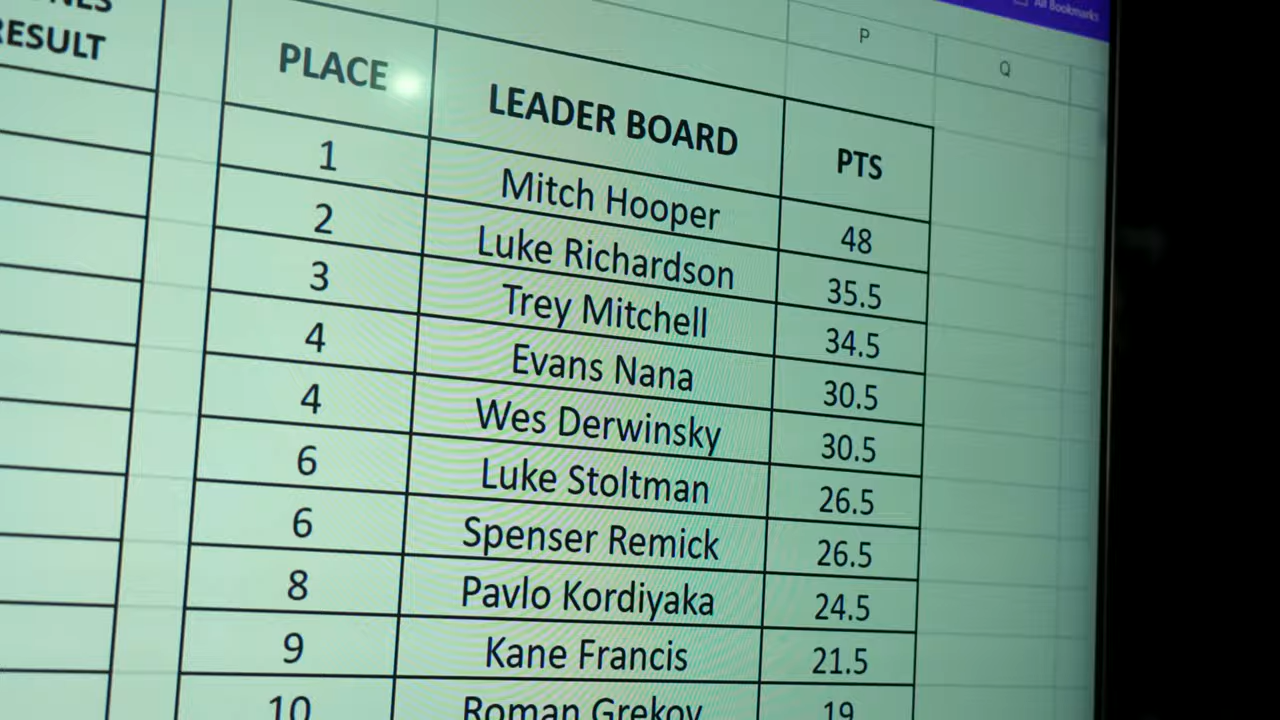 All Bookmarks
P Q
RESULT
PLACE LEADER BOARD PTS
1 Mitch Hooper 48
2 Luke Richardson 35.5
3 Trey Mitchell 34.5
4 Evans Nana 30.5
4 Wes Derwinsky 30.5
6 Luke Stoltman 26.5
6 Spenser Remick 26.5
8 Pavlo Kordiyaka 24.5
9 Kane Francis 21.5
10 Roman Grekov 19